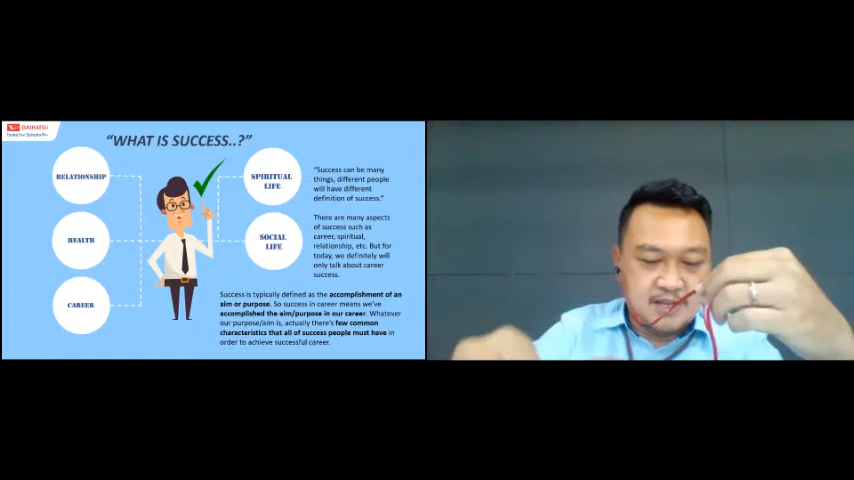 DAIHATSU
"WHAT IS SUCCESS..?"
RELATIONSHIP
HEALTH
CAREER
SPIRITUAL
LIFE
SOCIAL
LIFE
"Success can be many
things, different people
will have different
definition of success."
There are many aspects
of success such as
career, spiritual,
relationship, etc. But for
today, we definitely will
only talk about career
success.
Success is typically defined as the accomplishment of an
aim or purpose. So success in career means we've
accomplished the aim/purpose in our career. Whatever
our purpose/aim is, actually there's few common
characteristics that all of success people must have in
order to achieve successful career.